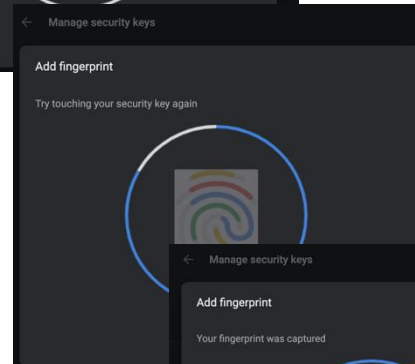 Manage security keys
Add fingerprint
Try touching your security key again
Manage security keys
Add fingerprint
Your fingerprint was captured